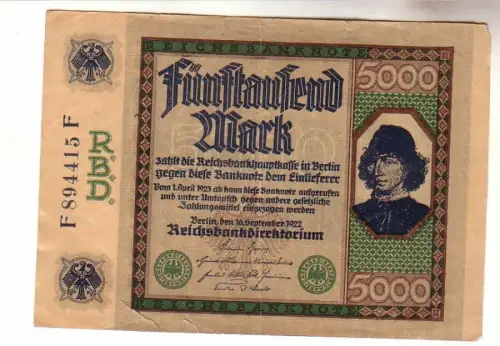 REICHSBANKNOTE
Fünftausend
Mark
5000
zahlt die Reichsbankhauptkasse in Berlin
gegen diese Banknote dem Einlieferer
Vom 1. April 1923 ab kann diese Banknote aufgerufen
und unter Umtausch gegen andere gesetzliche
Zahlungsmittel eingezogen werden
Berlin, den 16. September 1922
Reichsbankdirektorium
5000
REICHSBANKNOTE
F 894415 F
R.B.D.